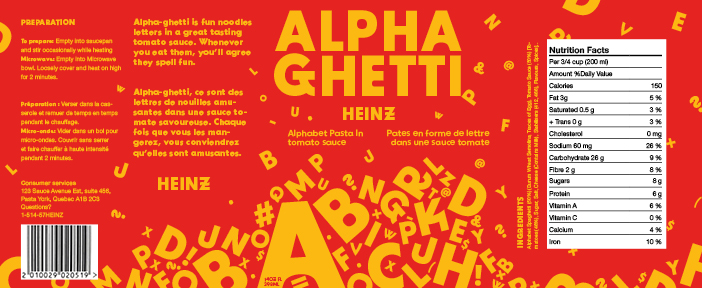 PREPARATION
To prepare: Empty into saucepan
and stir occasionally while heating
Microwave: Empty into Microwave
bowl. Loosely cover and heat on high
for 2 minutes.
Préparation : Verser dans la cas-
serole et remuer de temps en temps
pendant le chauffage.
Micro-onde: Vider dans un bol pour
micro-ondes. Couvrir sans serrer
et faire chauffer à haute intensité
pendant 2 minutes.
Consumer services
123 Sauce Avenue Est, suite 456,
Pasta York, Quebec A1B 2C3
Questions?
1-514-57HEINZ
2 010029 020519 >
Alpha-ghetti is fun noodles
letters in a great tasting
tomato sauce. Whenever
you eat them, you'll agree
they spell fun.
Alpha-ghetti, ce sont des
lettres de nouilles amu-
santes dans une sauce to-
mate savoureuse. Chaque
fois que vous les man-
gerez, vous conviendrez
qu'elles sont amusantes.
HEINZ
ALPHA
GHETTI
HEINZ
Alphabet Pasta in
tomato sauce
Pates en forme de lettre
dans une sauce tomate
14OZ FL
398ML
INGREDIENTS
Nutrition Facts
Per 3/4 cup (200 ml)
Amount %Daily Value
Calories 150
Fat 3g 5 %
Saturated 0.5 g 3 %
+ Trans 0 g 3 %
Cholesterol 0 mg
Sodium 60 mg 26 %
Carbohydrate 26 g 9 %
Fibre 2 g 8 %
Sugars 8 g
Protein 6 g
Vitamin A 6 %
Vitamin C 0 %
Calcium 4 %
Iron 10 %